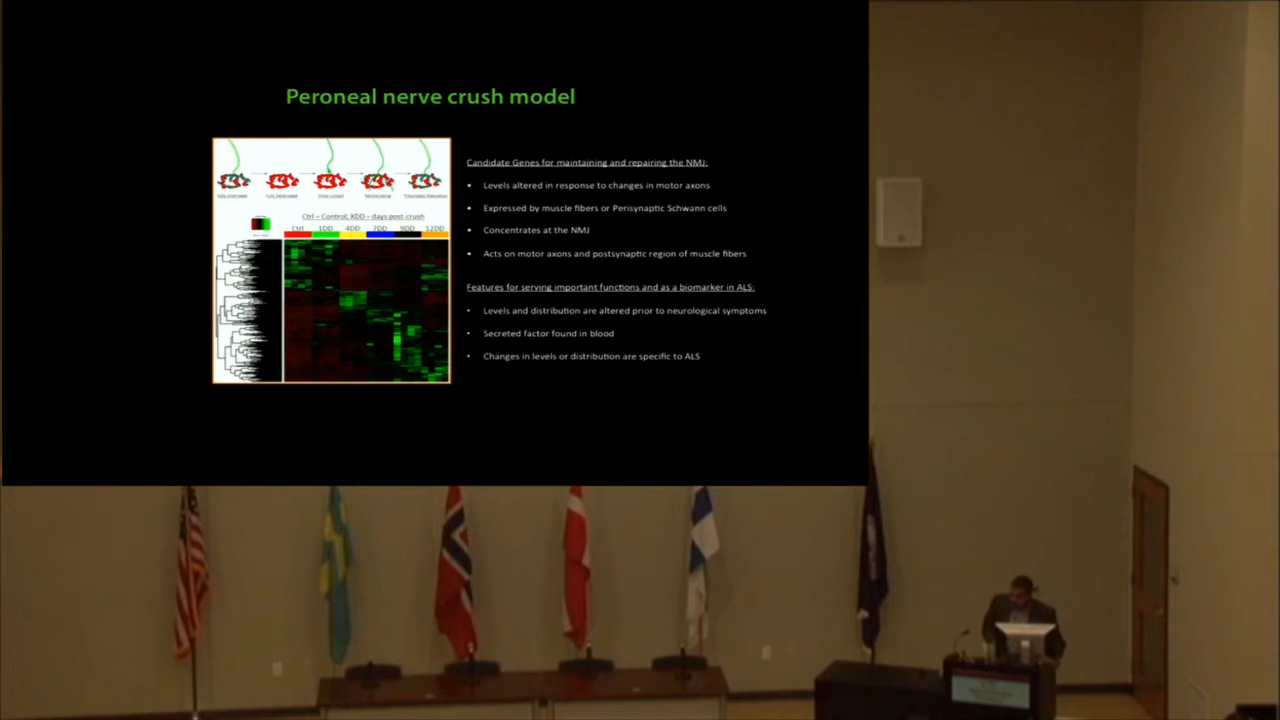 Peroneal nerve crush model
Ctrl = Control; XDD = days post-crush
Ctrl 1DD 4DD 7DD 9DD 12DD
Candidate Genes for maintaining and repairing the NMJ:
• Levels altered in response to changes in motor axons
• Expressed by muscle fibers or Perisynaptic Schwann cells
• Concentrates at the NMJ
• Acts on motor axons and postsynaptic region of muscle fibers
Features for serving important functions and as a biomarker in ALS:
• Levels and distribution are altered prior to neurological symptoms
• Secreted factor found in blood
• Changes in levels or distribution are specific to ALS